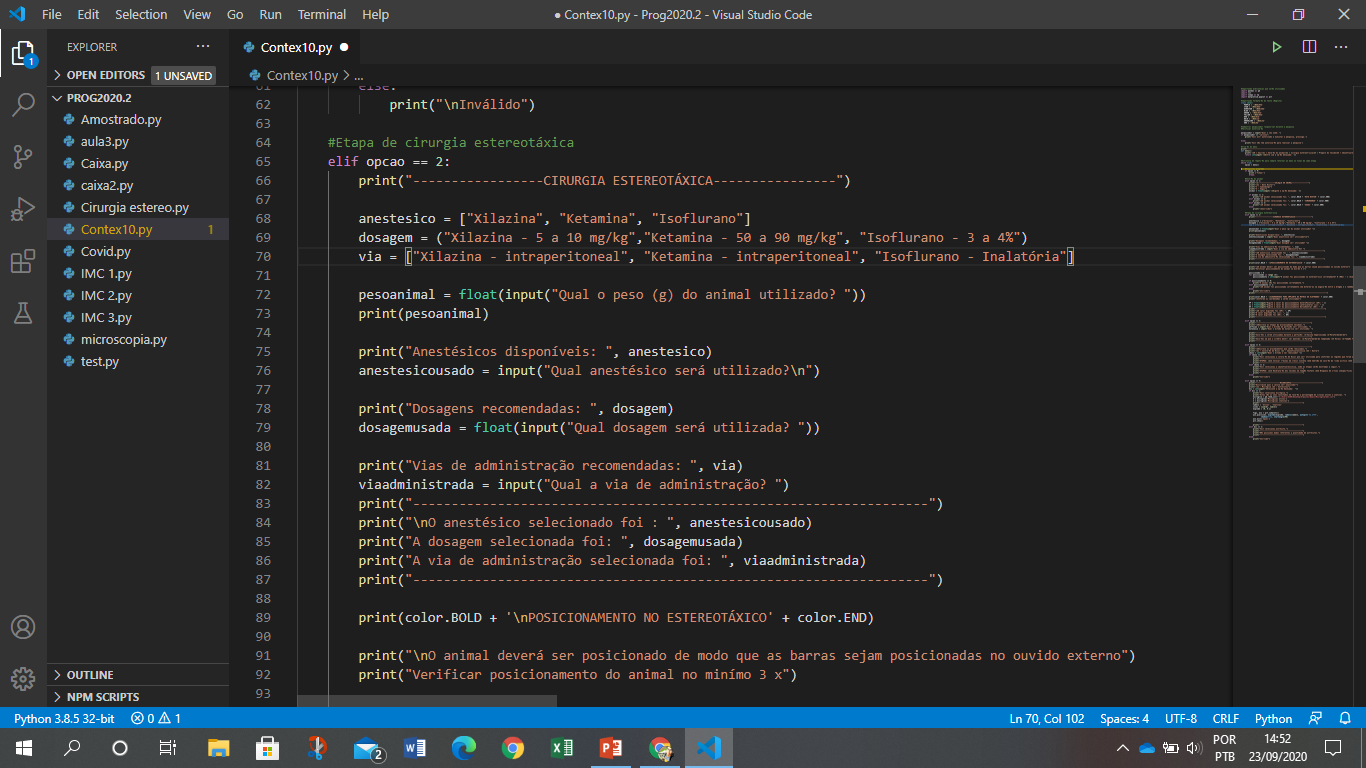 File Edit Selection View Go Run Terminal Help
● Contex10.py - Prog2020.2 - Visual Studio Code
EXPLORER
OPEN EDITORS 1 UNSAVED
PROG2020.2
Amostrado.py
aula3.py
Caixa.py
caixa2.py
Cirurgia estereo.py
Contex10.py 1
Covid.py
IMC 1.py
IMC 2.py
IMC 3.py
microscopia.py
test.py
OUTLINE
NPM SCRIPTS
1
Contex10.py ●
Contex10.py > ...
61 else:
62 print("\nInválido")
63
64 #Etapa de cirurgia estereotáxica
65 elif opcao == 2:
66 print("-----------------CIRURGIA ESTEREOTÁXICA----------------")
67
68 anestesico = ["Xilazina", "Ketamina", "Isoflurano"]
69 dosagem = ("Xilazina - 5 a 10 mg/kg","Ketamina - 50 a 90 mg/kg", "Isoflurano - 3 a 4%")
70 via = ["Xilazina - intraperitoneal", "Ketamina - intraperitoneal", "Isoflurano - Inalatória"]
71
72 pesoanimal = float(input("Qual o peso (g) do animal utilizado? "))
73 print(pesoanimal)
74
75 print("Anestésicos disponíveis: ", anestesico)
76 anestesicousado = input("Qual anestésico será utilizado?\n")
77
78 print("Dosagens recomendadas: ", dosagem)
79 dosagemusada = float(input("Qual dosagem será utilizada? "))
80
81 print("Vias de administração recomendadas: ", via)
82 viaadministrada = input("Qual a via de administração? ")
83 print("-------------------------------------------------------------------")
84 print("\nO anestésico selecionado foi : ", anestesicousado)
85 print("A dosagem selecionada foi: ", dosagemusada)
86 print("A via de administração selecionada foi: ", viaadministrada)
87 print("-------------------------------------------------------------------")
88
89 print(color.BOLD + '\nPOSICIONAMENTO NO ESTEREOTÁXICO' + color.END)
90
91 print("\nO animal deverá ser posicionado de modo que as barras sejam posicionadas no ouvido externo")
92 print("Verificar posicionamento do animal no minímo 3 x")
93
Python 3.8.5 32-bit 0 1
Ln 70, Col 102 Spaces: 4 UTF-8 CRLF Python
2
POR
PTB
14:52
23/09/2020